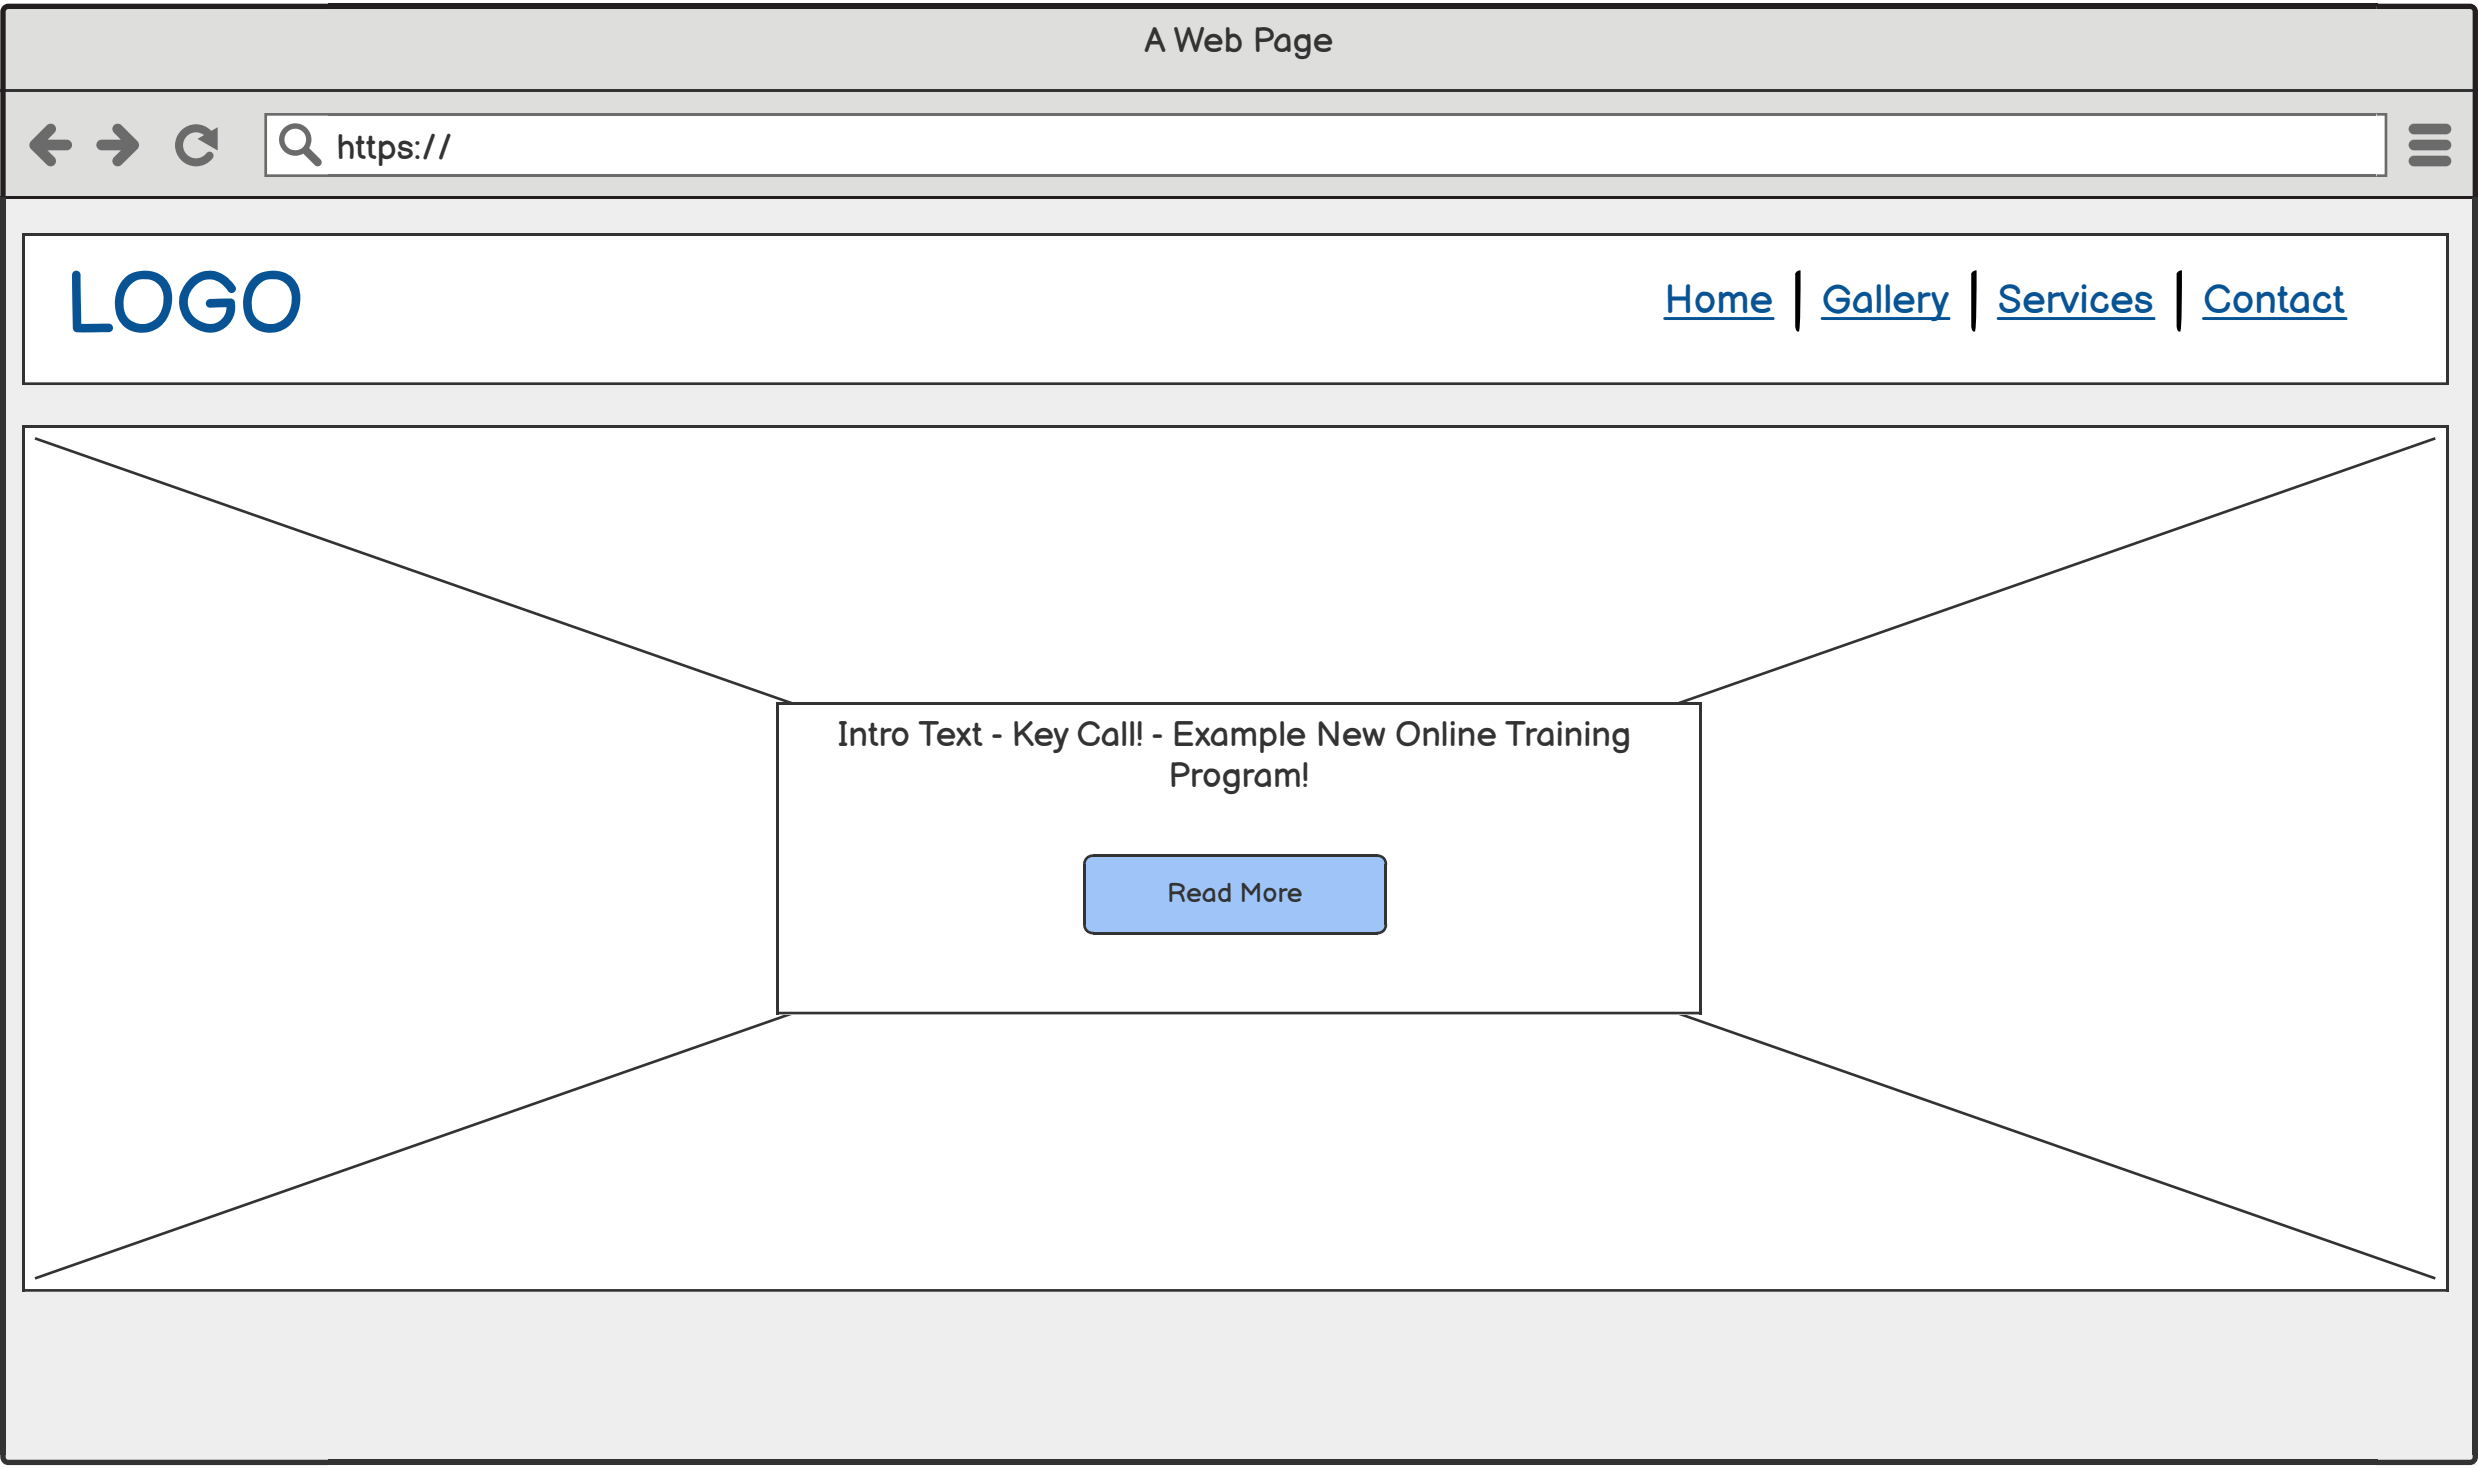 A Web Page
https://
LOGO
Home | Gallery | Services | Contact
Intro Text - Key Call! - Example New Online Training
Program!
Read More